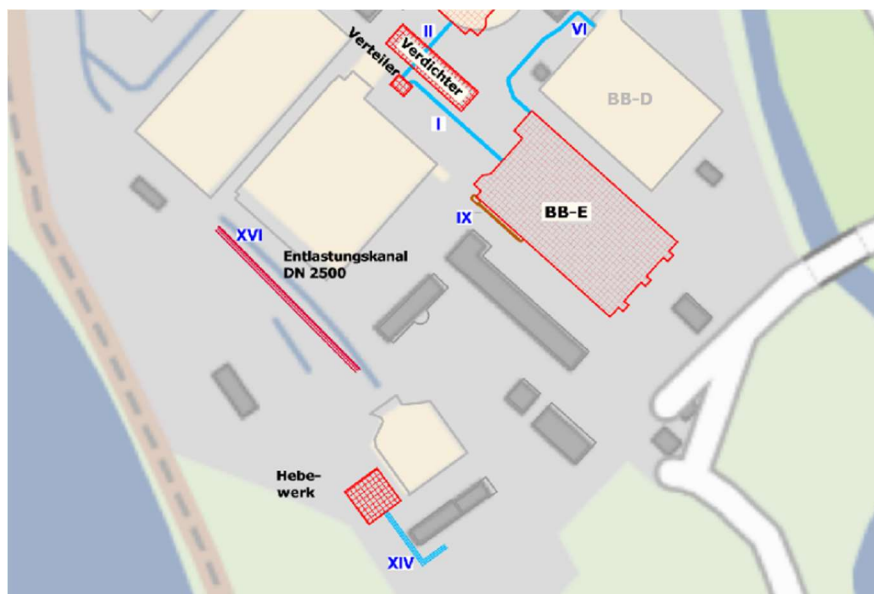 II
VI
Verteiler
Verdichter
BB-D
I
IX
BB-E
XVI
Entlastungskanal
DN 2500
Hebe-
werk
XIV